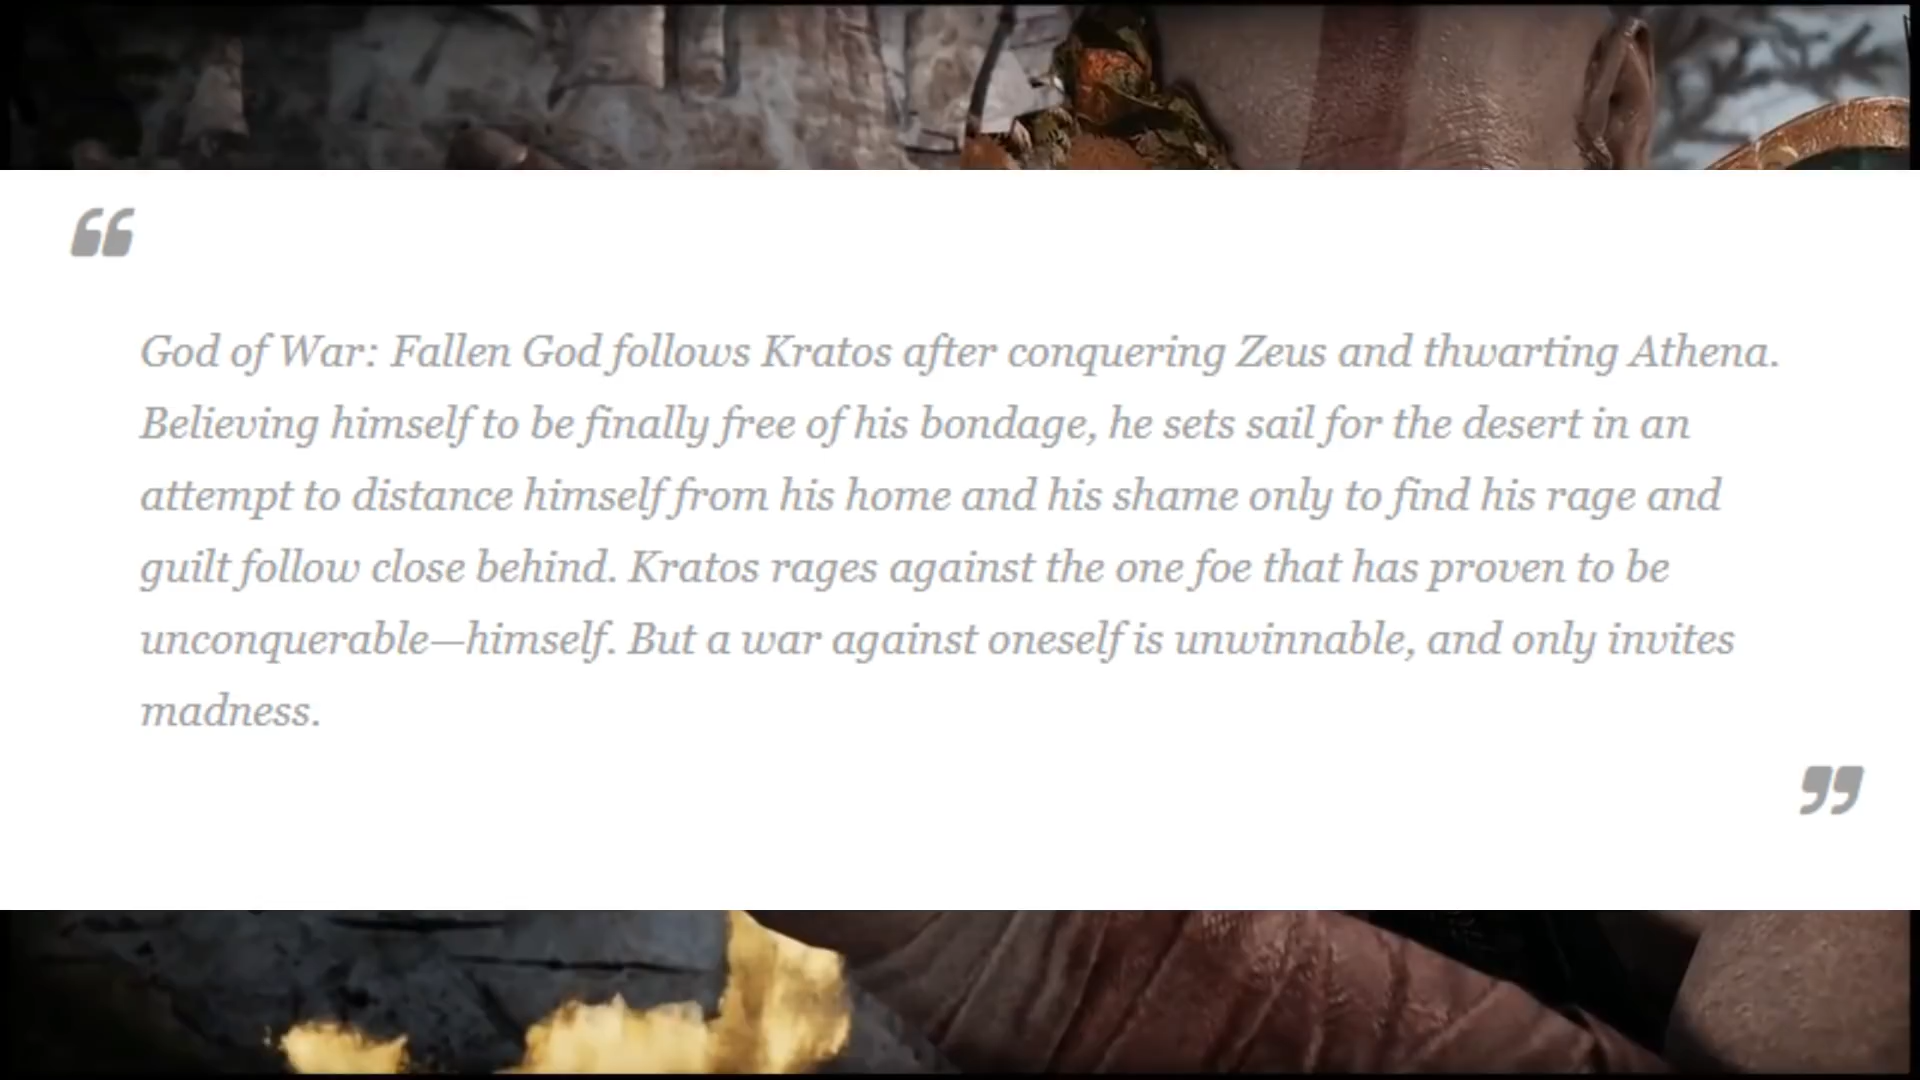 “
God of War: Fallen God follows Kratos after conquering Zeus and thwarting Athena.
Believing himself to be finally free of his bondage, he sets sail for the desert in an
attempt to distance himself from his home and his shame only to find his rage and
guilt follow close behind. Kratos rages against the one foe that has proven to be
unconquerable—himself. But a war against oneself is unwinnable, and only invites
madness.
”